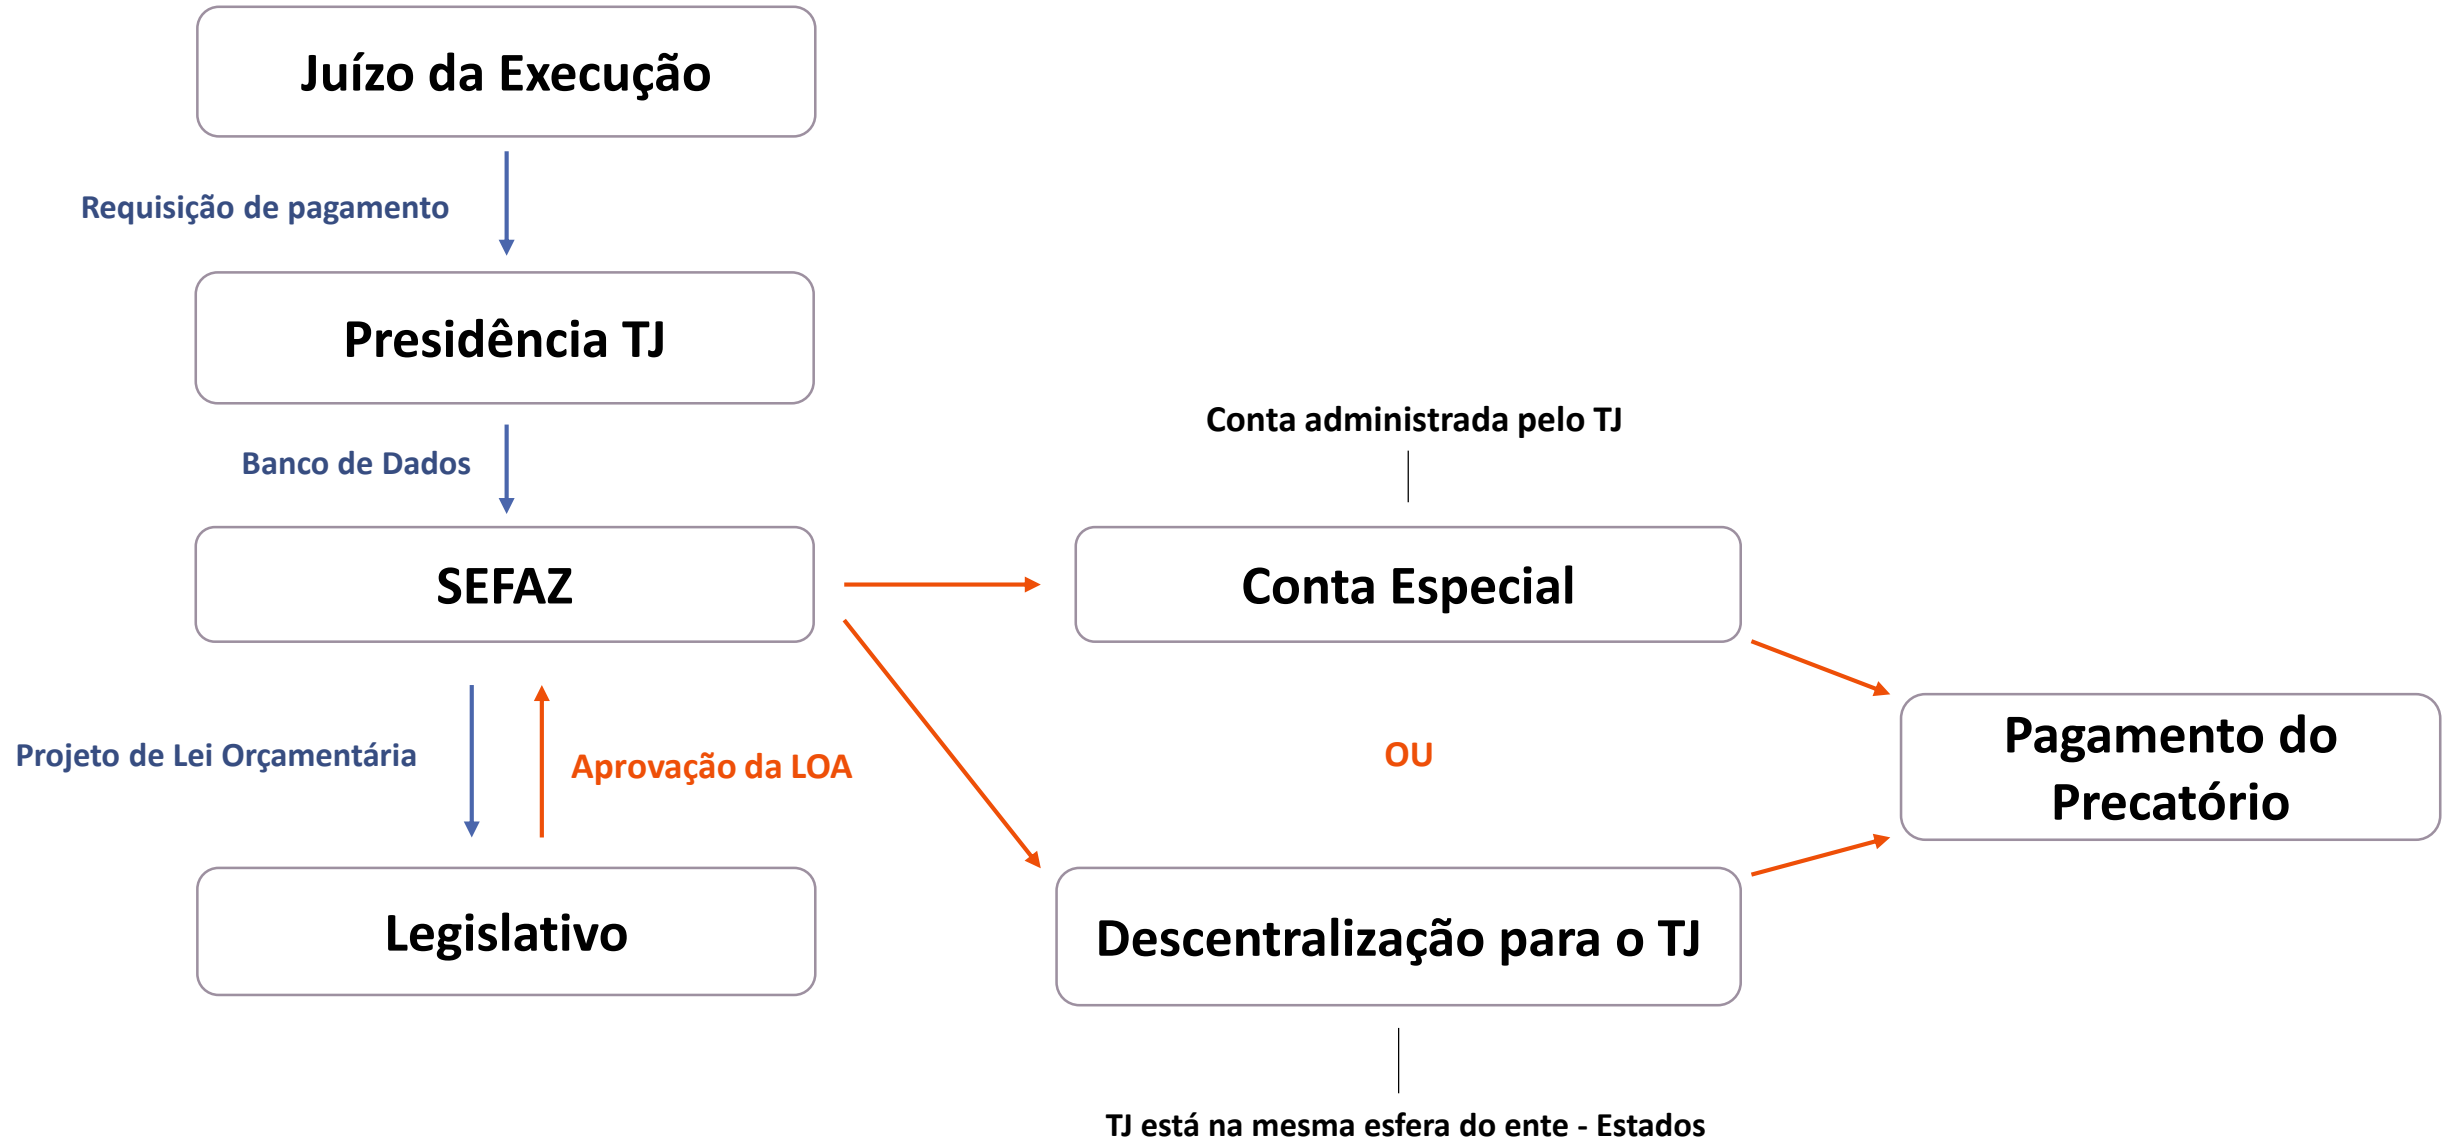 Juízo da Execução
Requisição de pagamento
Presidência TJ
Banco de Dados
Conta administrada pelo TJ
SEFAZ
Conta Especial
Projeto de Lei Orçamentária
Aprovação da LOA
OU
Pagamento do
Precatório
Legislativo
Descentralização para o TJ
TJ está na mesma esfera do ente - Estados